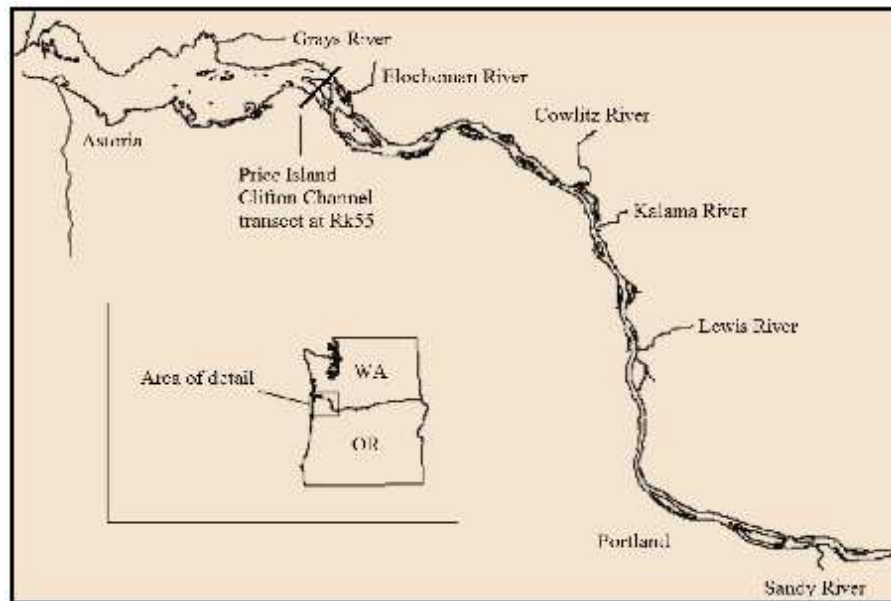 Grays River
Elochoman River
Cowlitz River
Astoria
Price Island
Clifton Channel
transect at Rk55
Kalama River
Lewis River
Area of detail
WA
OR
Portland
Sandy River